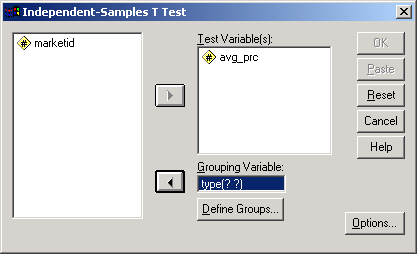 Independent-Samples T Test
marketid
Test Variable(s):
avg_prc
Grouping Variable:
type(? ?)
Define Groups...
OK
Paste
Reset
Cancel
Help
Options...